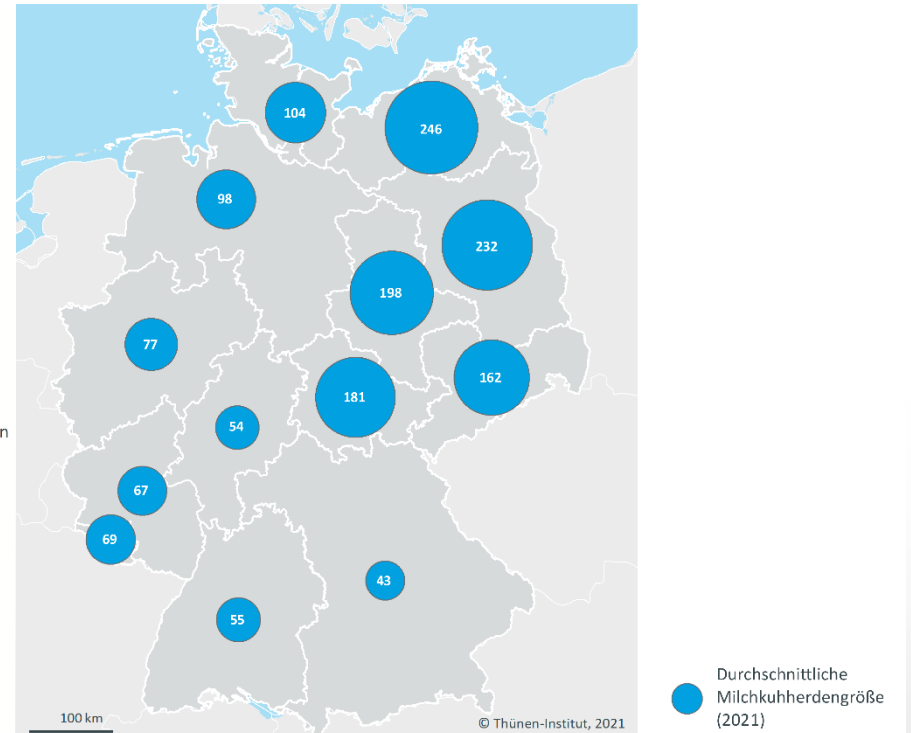 104
246
98
232
198
77
162
181
54
n
67
69
43
55
Durchschnittliche
Milchkuhherdengröße
(2021)
100 km
© Thünen-Institut, 2021